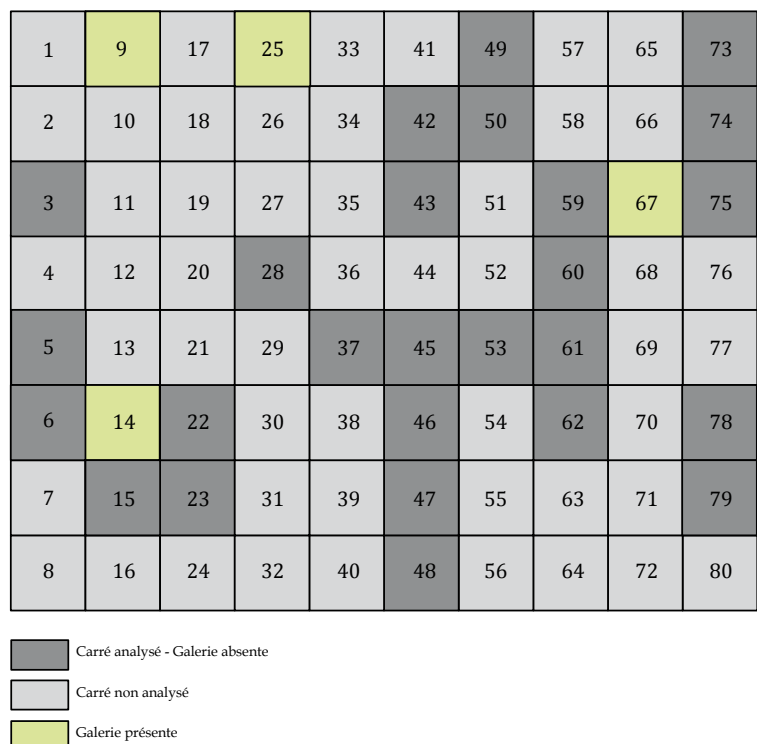 1 9 17 25 33 41 49 57 65 73
2 10 18 26 34 42 50 58 66 74
3 11 19 27 35 43 51 59 67 75
4 12 20 28 36 44 52 60 68 76
5 13 21 29 37 45 53 61 69 77
6 14 22 30 38 46 54 62 70 78
7 15 23 31 39 47 55 63 71 79
8 16 24 32 40 48 56 64 72 80
Carré analysé - Galerie absente
Carré non analysé
Galerie présente